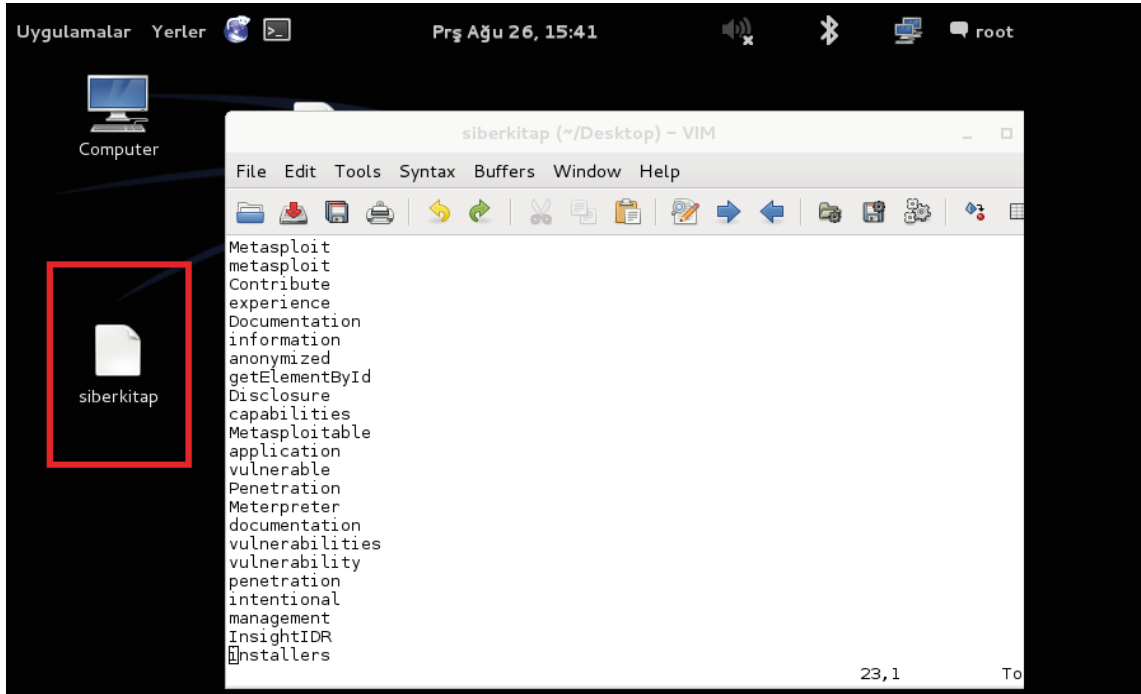 Uygulamalar Yerler Prş Ağu 26, 15:41 root
Computer
siberkitap (~/Desktop) – VIM
File Edit Tools Syntax Buffers Window Help
Metasploit
metasploit
Contribute
experience
Documentation
information
anonymized
getElementById
Disclosure
siberkitap
capabilities
Metasploitable
application
vulnerable
Penetration
Meterpreter
documentation
vulnerabilities
vulnerability
penetration
intentional
management
InsightIDR
installers
23,1 To